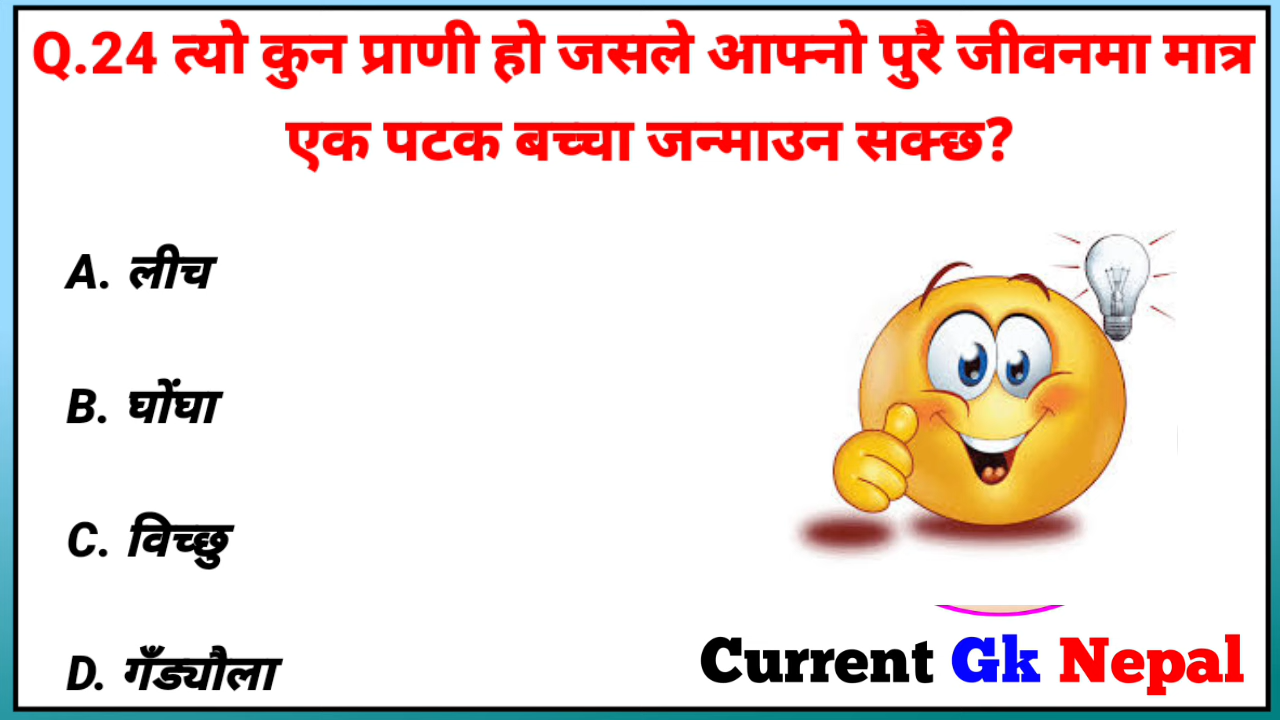 Q.24 त्यो कुन प्राणी हो जसले आफ्नो पुरै जीवनमा मात्र
एक पटक बच्चा जन्माउन सक्छ?
A. लीच
B. घोंघा
C. विच्छु
D. गँड्यौला
Current Gk Nepal